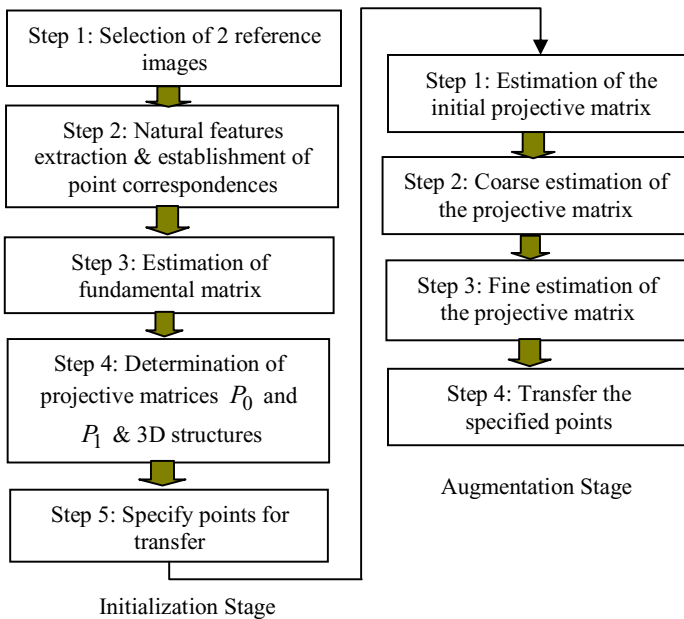 Step 1: Selection of 2 reference
images
Step 2: Natural features
extraction & establishment of
point correspondences
Step 3: Estimation of
fundamental matrix
Step 4: Determination of
projective matrices P₀ and
P₁ & 3D structures
Step 5: Specify points for
transfer
Initialization Stage
Step 1: Estimation of the
initial projective matrix
Step 2: Coarse estimation of
the projective matrix
Step 3: Fine estimation of
the projective matrix
Step 4: Transfer the
specified points
Augmentation Stage